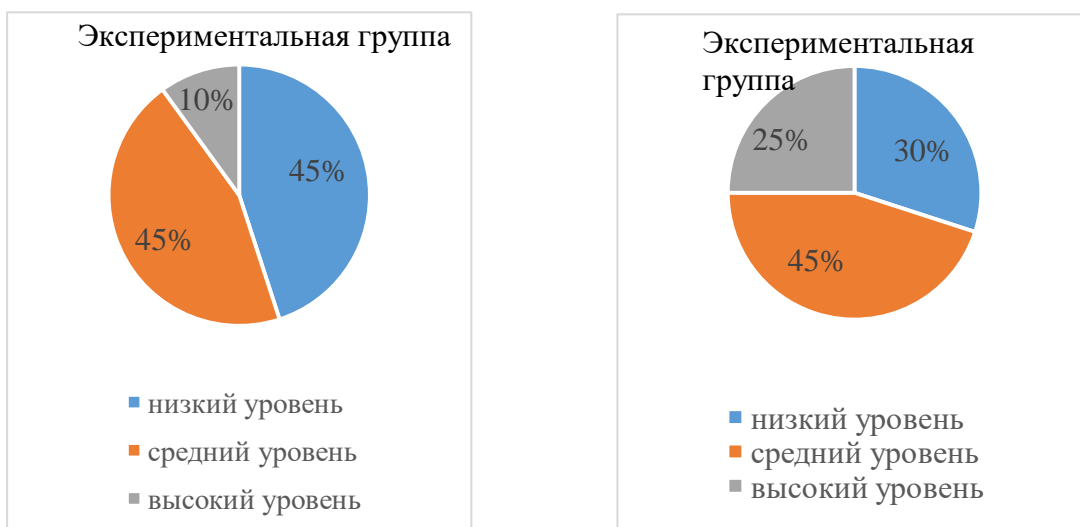 Экспериментальная группа
10%
45%
45%
низкий уровень
средний уровень
высокий уровень
Экспериментальная
группа
25%
30%
45%
низкий уровень
средний уровень
высокий уровень